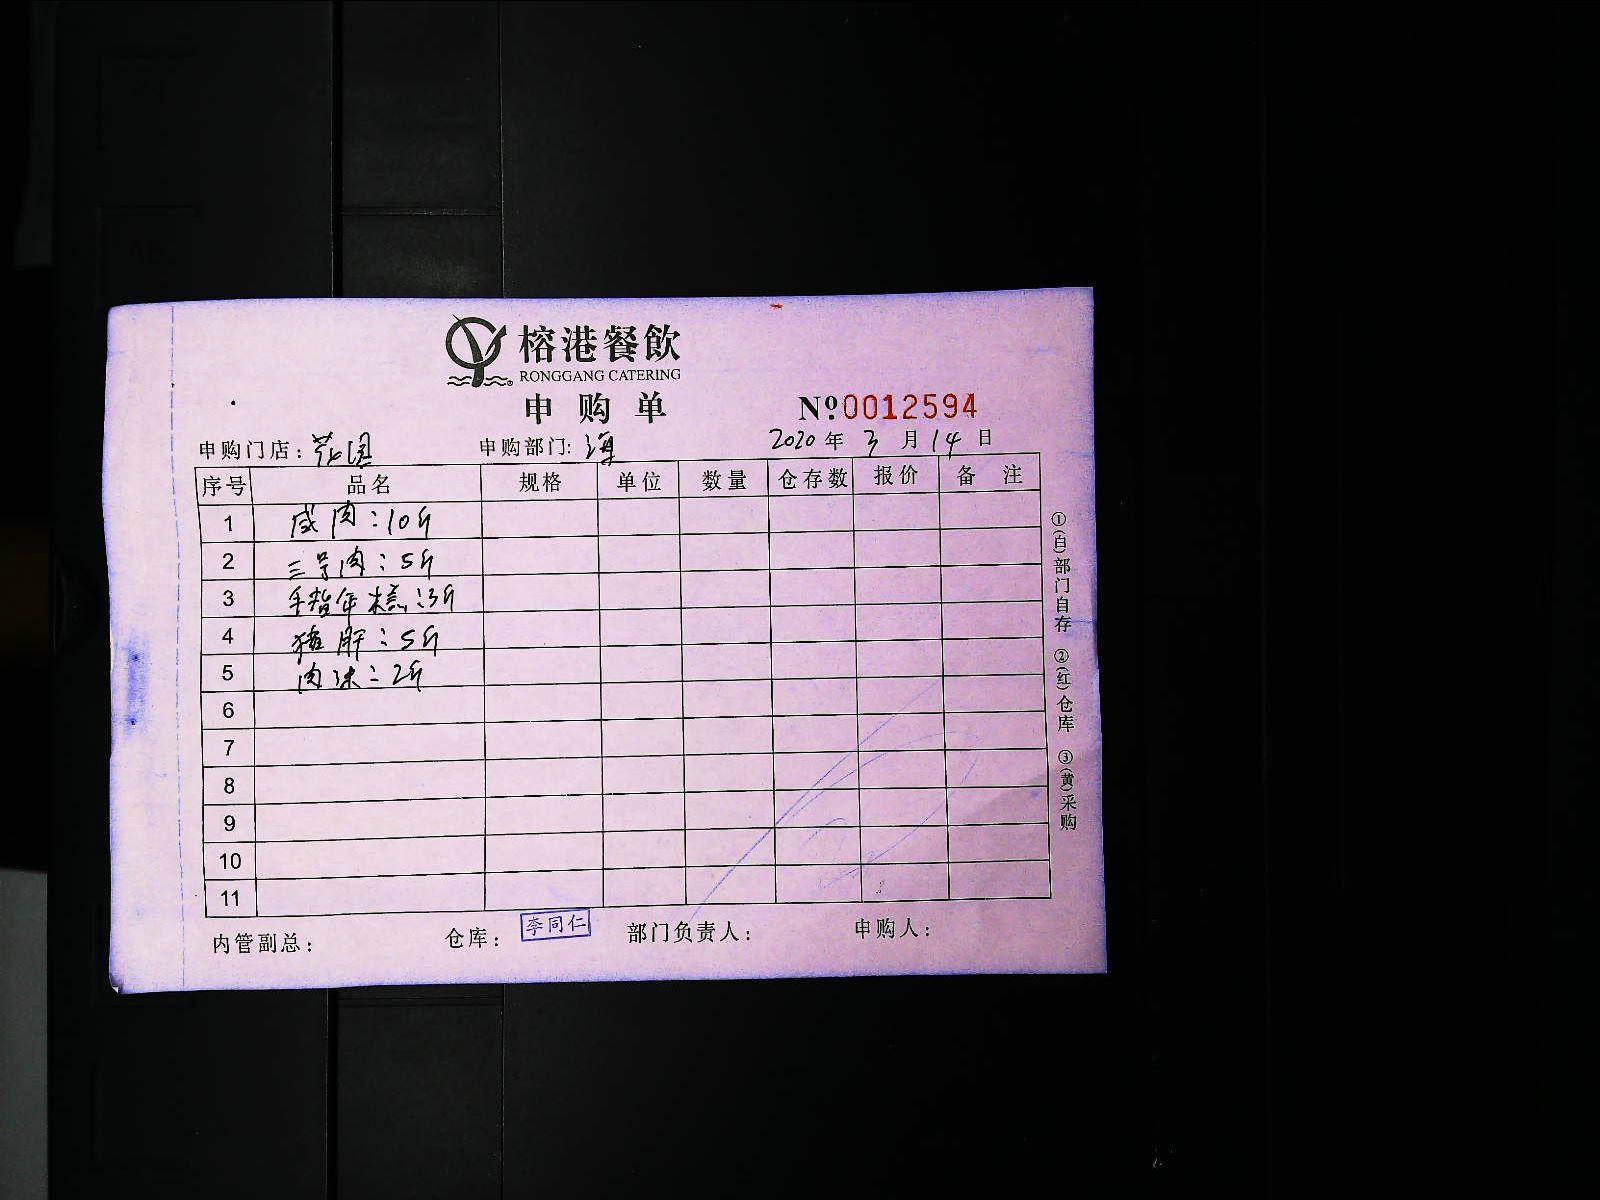 榕港餐飲
RONGGANG CATERING
申购单
№0012594
申购门店：花园 申购部门：海 2020年3月14日
序号 品名 规格 单位 数量 仓存数 报价 备注
1 咸肉：10斤
2 三号肉：5斤
3 手指年糕：3斤
4 猪肝：5斤
5 肉沫：2斤
6
7
8
9
10
11
①(白)部门自存 ②(红)仓库 ③(黄)采购
内管副总： 仓库：李同仁 部门负责人： 申购人：